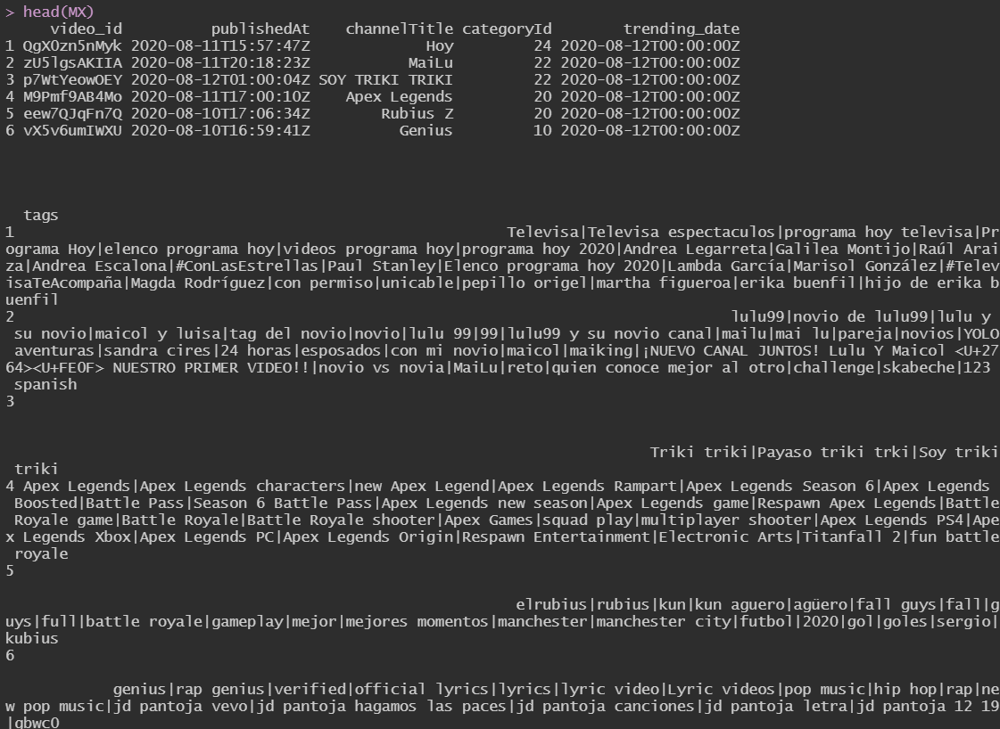 > head(MX)
video_id publishedAt channelTitle categoryId trending_date
1 QgXOzn5nMyk 2020-08-11T15:57:47Z Hoy 24 2020-08-12T00:00:00Z
2 zU5lgsAKIIA 2020-08-11T20:18:23Z MaiLu 22 2020-08-12T00:00:00Z
3 p7WtYeowOEY 2020-08-12T01:00:04Z SOY TRIKI TRIKI 22 2020-08-12T00:00:00Z
4 M9Pmf9AB4Mo 2020-08-11T17:00:10Z Apex Legends 20 2020-08-12T00:00:00Z
5 eew7QJqFn7Q 2020-08-10T17:06:34Z Rubius Z 20 2020-08-12T00:00:00Z
6 vX5v6umIWXU 2020-08-10T16:59:41Z Genius 10 2020-08-12T00:00:00Z
tags
1 Televisa|Televisa espectaculos|programa hoy televisa|Pr
ograma Hoy|elenco programa hoy|videos programa hoy|programa hoy 2020|Andrea Legarreta|Galilea Montijo|Raúl Arai
za|Andrea Escalona|#ConLasEstrellas|Paul Stanley|Elenco programa hoy 2020|Lambda García|Marisol González|#Telev
isaTeAcompaña|Magda Rodríguez|con permiso|unicable|pepillo origel|martha figueroa|erika buenfil|hijo de erika b
uenfil
2 lulu99|novio de lulu99|lulu y
su novio|maicol y luisa|tag del novio|novio|lulu 99|99|lulu99 y su novio canal|mailu|mai lu|pareja|novios|YOLO
aventuras|sandra cires|24 horas|esposados|con mi novio|maicol|maiking|¡NUEVO CANAL JUNTOS! Lulu Y Maicol <U+27
64><U+FE0F> NUESTRO PRIMER VIDEO!!|novio vs novia|MaiLu|reto|quien conoce mejor al otro|challenge|skabeche|123
spanish
3
Triki triki|Payaso triki trki|Soy triki
triki
4 Apex Legends|Apex Legends characters|new Apex Legend|Apex Legends Rampart|Apex Legends Season 6|Apex Legends
Boosted|Battle Pass|Season 6 Battle Pass|Apex Legends new season|Apex Legends game|Respawn Apex Legends|Battle
Royale game|Battle Royale|Battle Royale shooter|Apex Games|squad play|multiplayer shooter|Apex Legends PS4|Ape
x Legends Xbox|Apex Legends PC|Apex Legends Origin|Respawn Entertainment|Electronic Arts|Titanfall 2|fun battle
royale
5
elrubius|rubius|kun|kun aguero|agüero|fall guys|fall|g
uys|full|battle royale|gameplay|mejor|mejores momentos|manchester|manchester city|futbol|2020|gol|goles|sergio|
kubius
6
genius|rap genius|verified|official lyrics|lyrics|lyric video|Lyric videos|pop music|hip hop|rap|ne
w pop music|jd pantoja vevo|jd pantoja hagamos las paces|jd pantoja canciones|jd pantoja letra|jd pantoja 12 19
|gbwcO